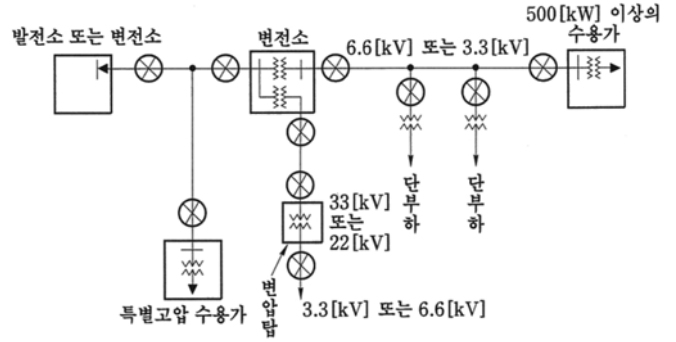 500[kW] 이상의
수용가
발전소 또는 변전소
변전소
6.6[kV] 또는 3.3[kV]
단부하
단부하
33[kV]
또는
22[kV]
변압탑
특별고압 수용가
3.3[kV] 또는 6.6[kV]